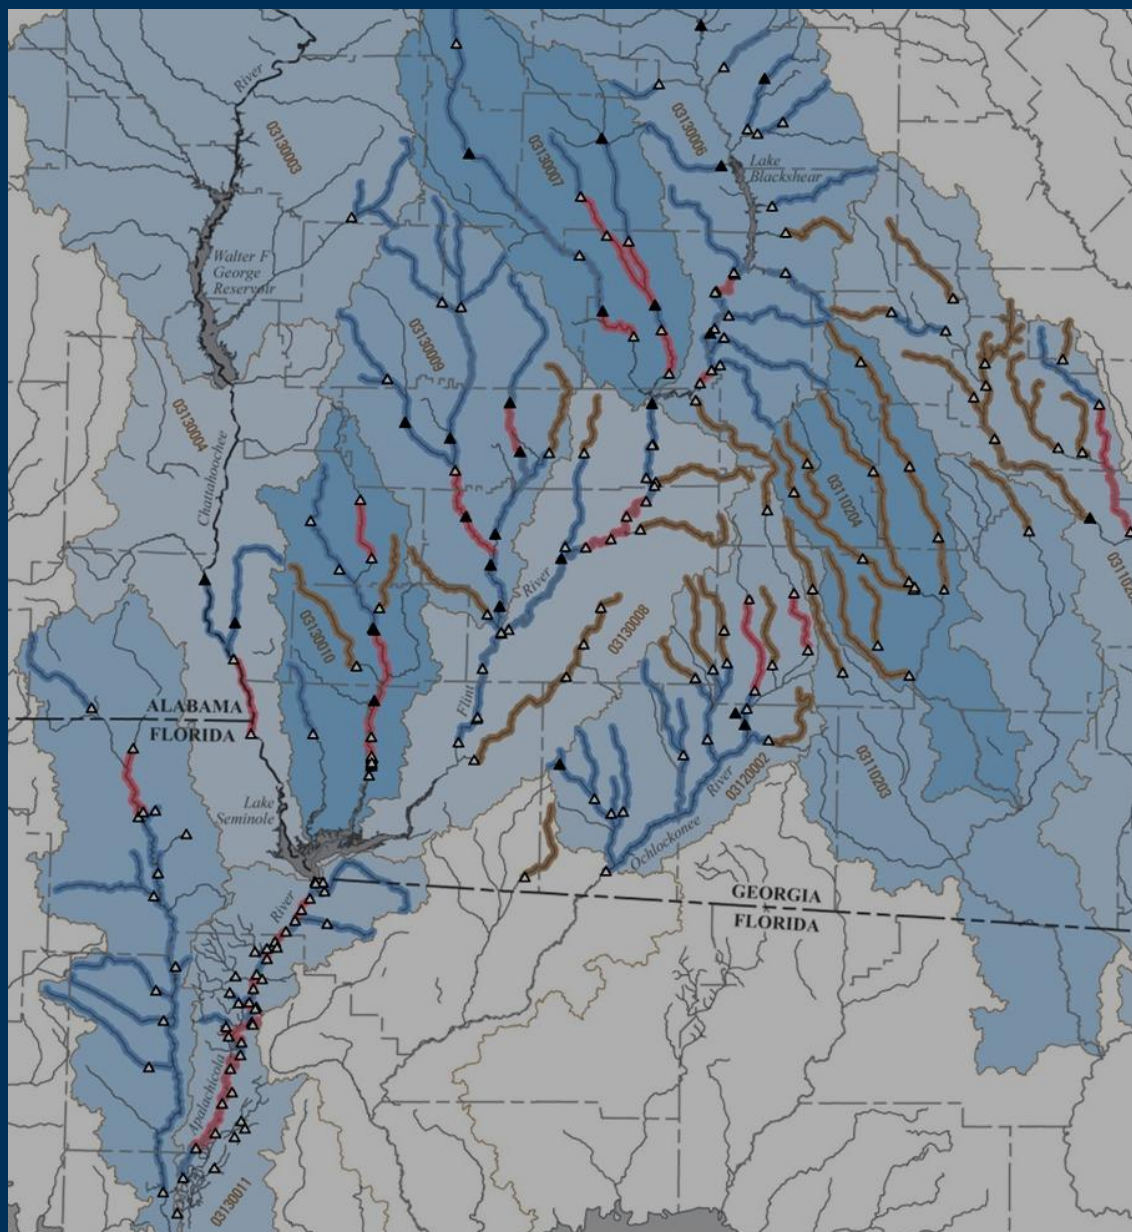 River
03130003
03130006
Lake
Blackshear
03130007
Walter F
George
Reservoir
03130009
03130004
Chattahoochee
03110204
River
03130010
03130008
Flint
ALABAMA
FLORIDA
03110203
River
03120002
Ochlockonee
Lake
Seminole
River
GEORGIA
FLORIDA
Apalachicola
03130011